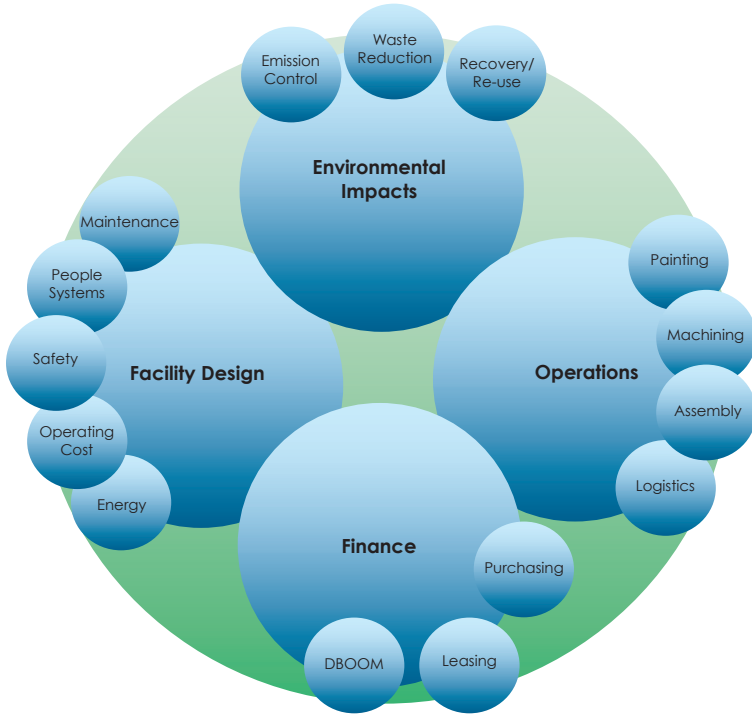 Emission
Control
Waste
Reduction
Recovery/
Re-use
Environmental
Impacts
Maintenance
People
Systems
Safety
Operating
Cost
Energy
Facility Design
Painting
Machining
Assembly
Logistics
Operations
Finance
Purchasing
DBOOM
Leasing